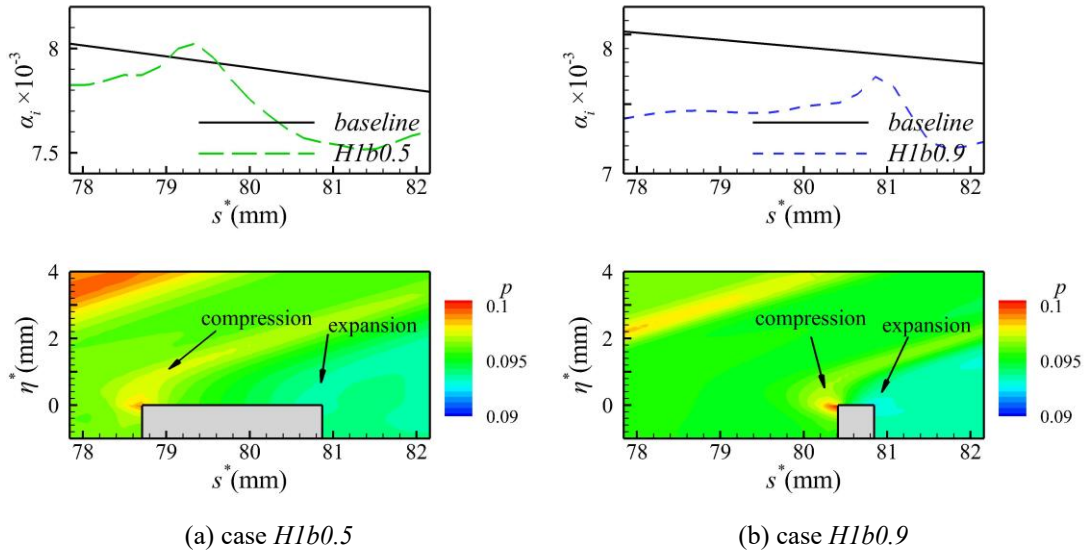 8
7.5
αᵢ ×10⁻³
baseline
H1b0.5
78 79 80 81 82
s*(mm)
8
7
αᵢ ×10⁻³
baseline
H1b0.9
78 79 80 81 82
s*(mm)
4
2
0
η*(mm)
compression
expansion
78 79 80 81 82
s*(mm)
p
0.1
0.095
0.09
4
2
0
η*(mm)
compression
expansion
78 79 80 81 82
s*(mm)
p
0.1
0.095
0.09
(a) case H1b0.5
(b) case H1b0.9